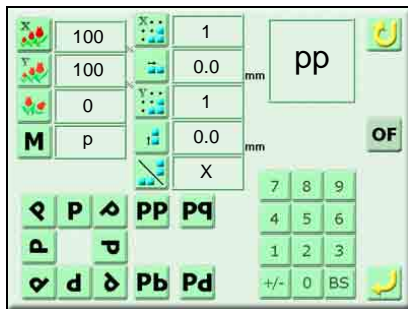 X 100 % X 1
Y 100 % 0.0 mm
pp
0 Y 1
M p 0.0 mm OF
X
7 8 9
P P P PP Pꟼ
4 5 6
P P
1 2 3
P d P Pb Pd
+/- 0 BS